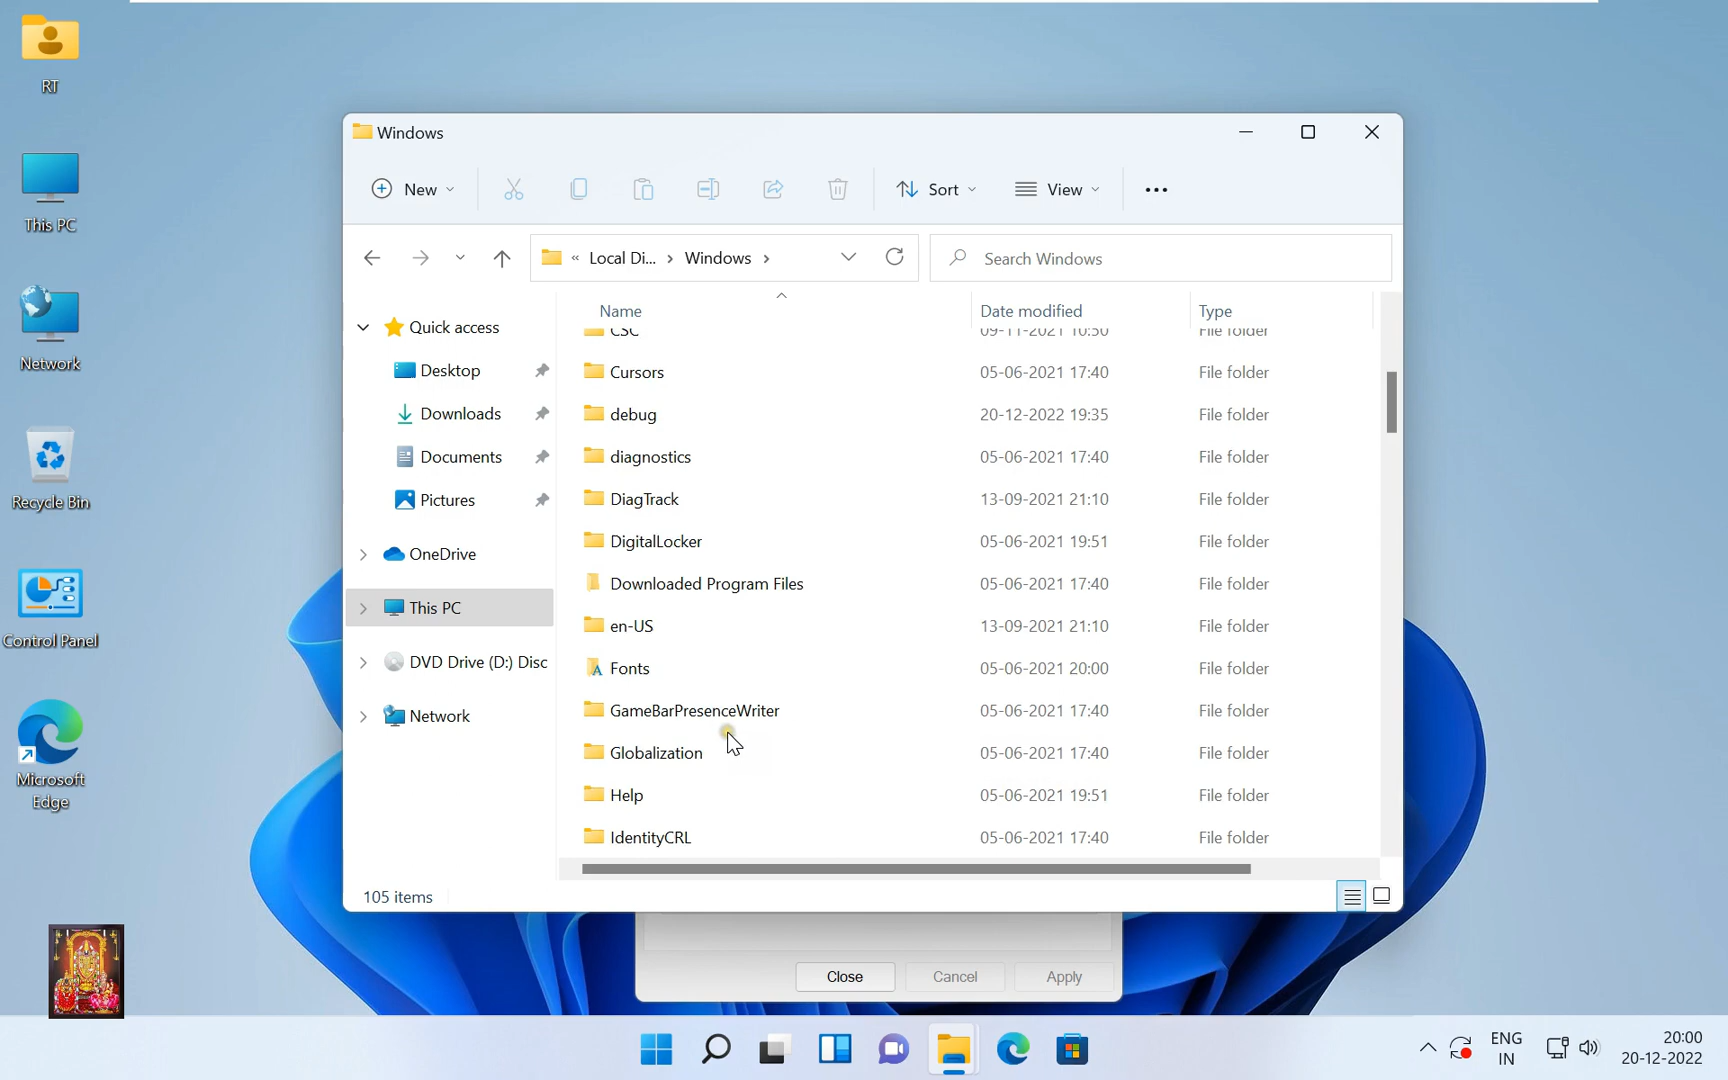 RT
This PC
Network
Recycle Bin
Control Panel
Microsoft
Edge
Windows
New
Sort
View
« Local Di... > Windows >
Search Windows
Quick access
Desktop
Downloads
Documents
Pictures
OneDrive
This PC
DVD Drive (D:) Disc
Network
Name Date modified Type
CSC 09-11-2021 10:50 File folder
Cursors 05-06-2021 17:40 File folder
debug 20-12-2022 19:35 File folder
diagnostics 05-06-2021 17:40 File folder
DiagTrack 13-09-2021 21:10 File folder
DigitalLocker 05-06-2021 19:51 File folder
Downloaded Program Files 05-06-2021 17:40 File folder
en-US 13-09-2021 21:10 File folder
Fonts 05-06-2021 20:00 File folder
GameBarPresenceWriter 05-06-2021 17:40 File folder
Globalization 05-06-2021 17:40 File folder
Help 05-06-2021 19:51 File folder
IdentityCRL 05-06-2021 17:40 File folder
105 items
Close Cancel Apply
ENG
IN
20:00
20-12-2022